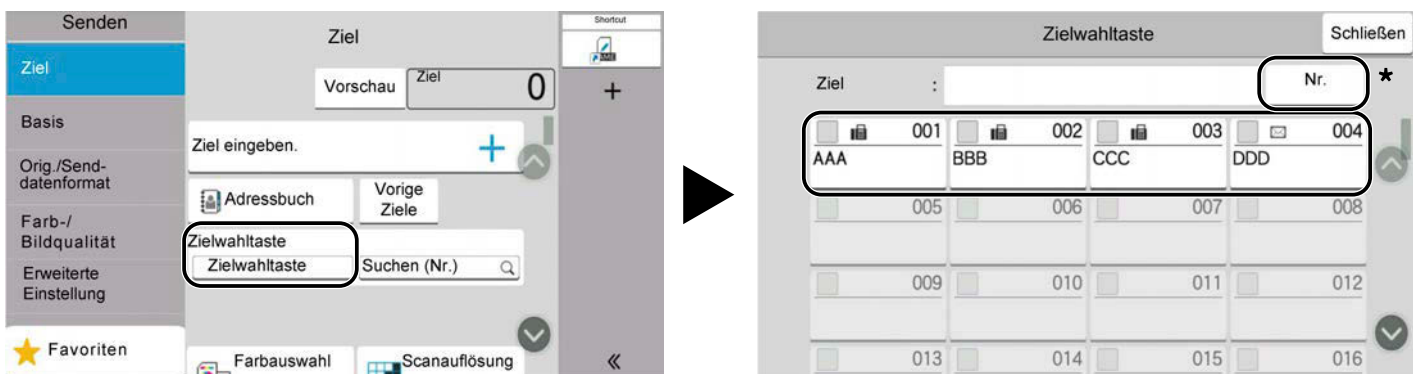 Senden
Ziel
Basis
Orig./Send-
datenformat
Farb-/
Bildqualität
Erweiterte
Einstellung
Favoriten
Ziel
Vorschau
Ziel
0
Ziel eingeben.
+
Adressbuch
Vorige
Ziele
Zielwahltaste
Zielwahltaste
Suchen (Nr.)
Farbauswahl
Scanauflösung
Shortcut
+
«
Zielwahltaste
Schließen
Ziel :
Nr.
*
001 002 003 004
AAA BBB CCC DDD
005 006 007 008
009 010 011 012
013 014 015 016